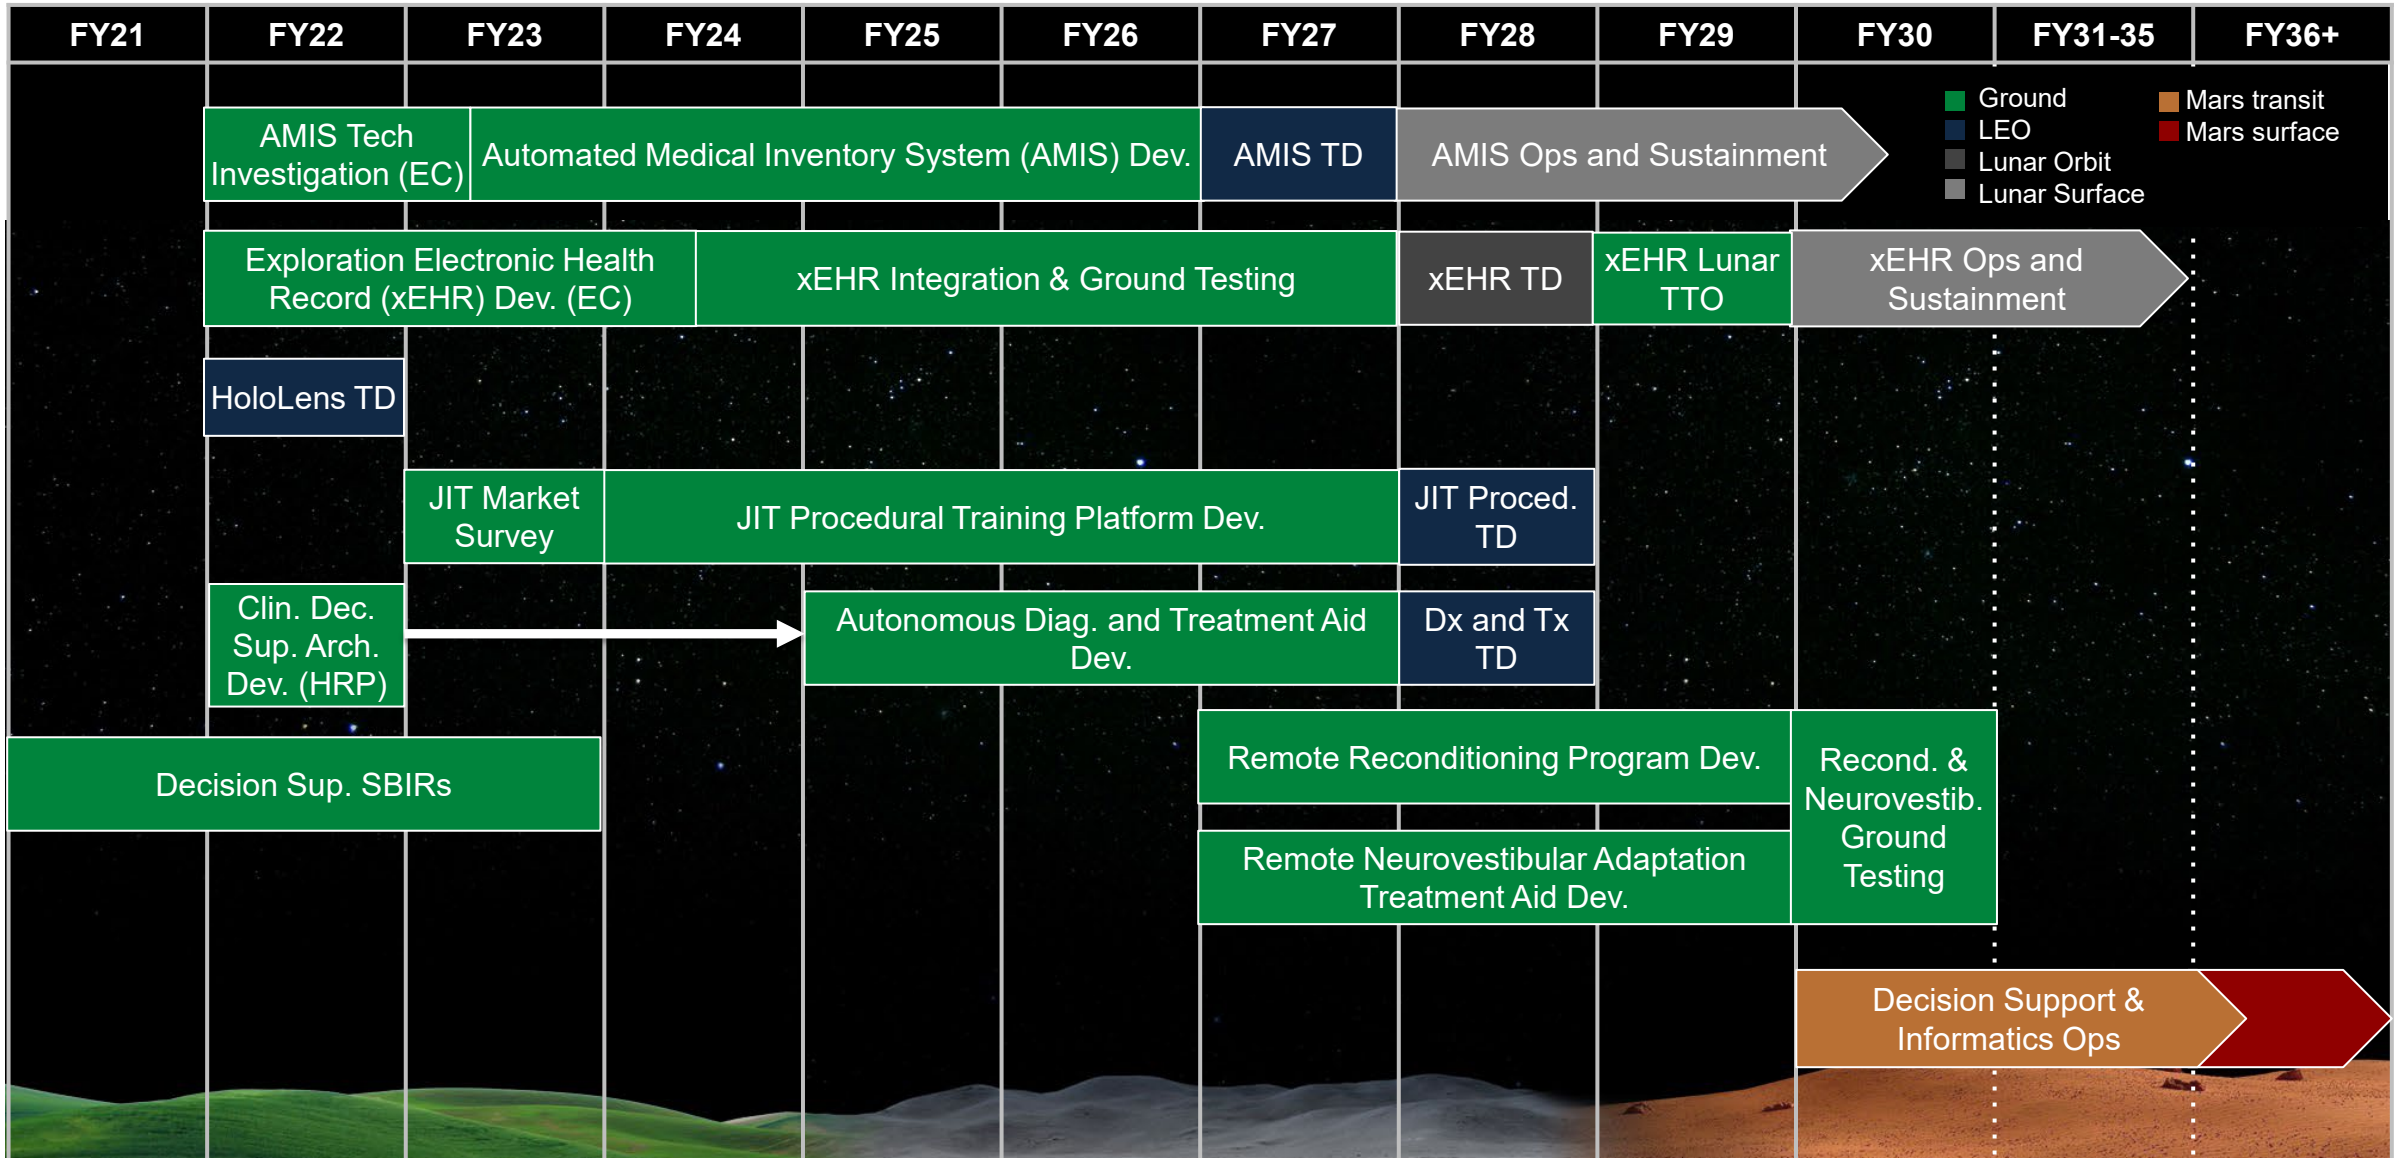 FY21 FY22 FY23 FY24 FY25 FY26 FY27 FY28 FY29 FY30 FY31-35 FY36+
Ground
LEO
Lunar Orbit
Lunar Surface
Mars transit
Mars surface
AMIS Tech
Investigation (EC)
Automated Medical Inventory System (AMIS) Dev.
AMIS TD
AMIS Ops and Sustainment
Exploration Electronic Health
Record (xEHR) Dev. (EC)
xEHR Integration & Ground Testing
xEHR TD
xEHR Lunar
TTO
xEHR Ops and
Sustainment
HoloLens TD
JIT Market
Survey
JIT Procedural Training Platform Dev.
JIT Proced.
TD
Clin. Dec.
Sup. Arch.
Dev. (HRP)
Autonomous Diag. and Treatment Aid
Dev.
Dx and Tx
TD
Decision Sup. SBIRs
Remote Reconditioning Program Dev.
Remote Neurovestibular Adaptation
Treatment Aid Dev.
Recond. &
Neurovestib.
Ground
Testing
Decision Support &
Informatics Ops